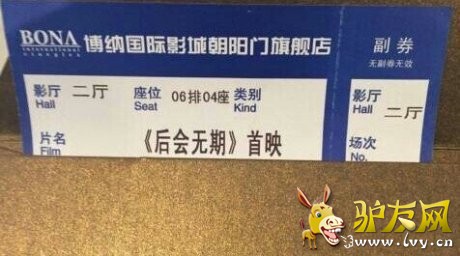 BONA
international
cineplex
博纳国际影城朝阳门旗舰店
影厅 二厅 座位 06排04座 类别
Hall Seat Kind
片名 《后会无期》首映
Film
副券
无副券无效
影厅 二厅
Hall
场次
No.
驴友网
www.lvy.cn